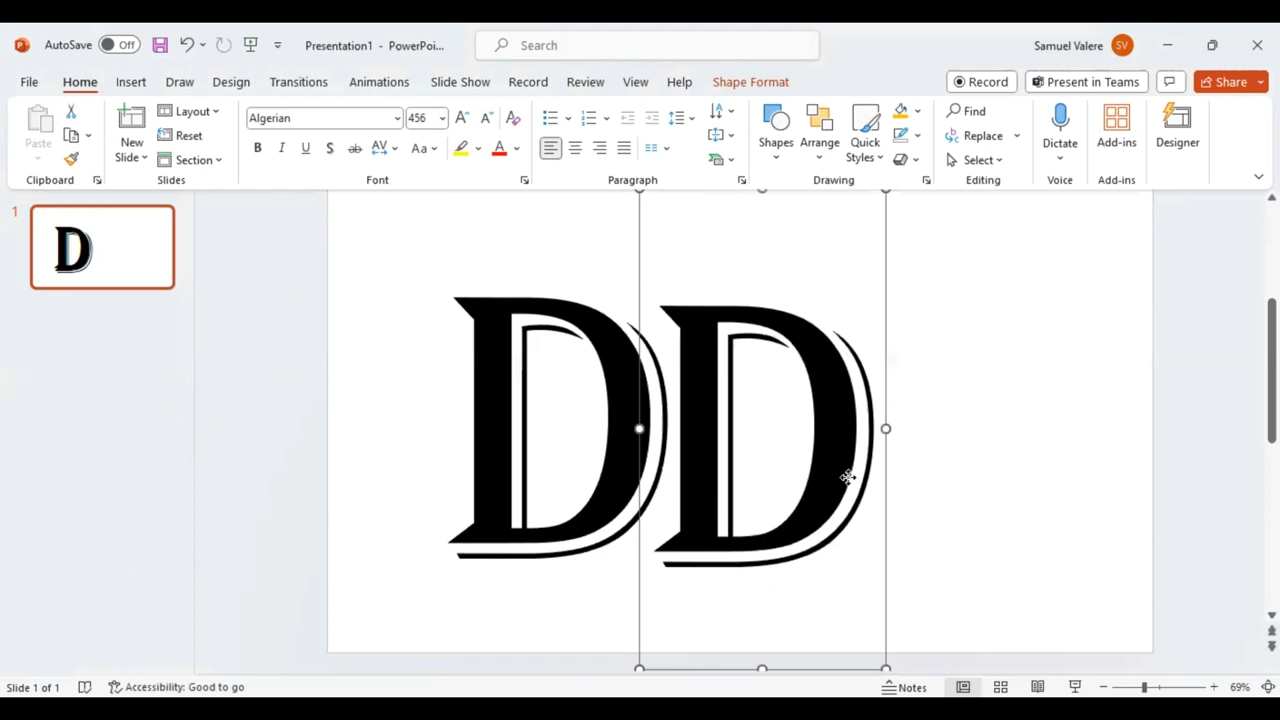 AutoSave Off Presentation1 - PowerPoi... Search Samuel Valere SV
File Home Insert Draw Design Transitions Animations Slide Show Record Review View Help Shape Format Record Present in Teams Share
Paste New Slide Layout Reset Section Algerian 456 B I U S ab AV Aa A Shapes Arrange Quick Styles Find Replace Select Dictate Add-ins Designer
Clipboard Slides Font Paragraph Drawing Editing Voice Add-ins
1 D
D D
Slide 1 of 1 Accessibility: Good to go Notes 69%